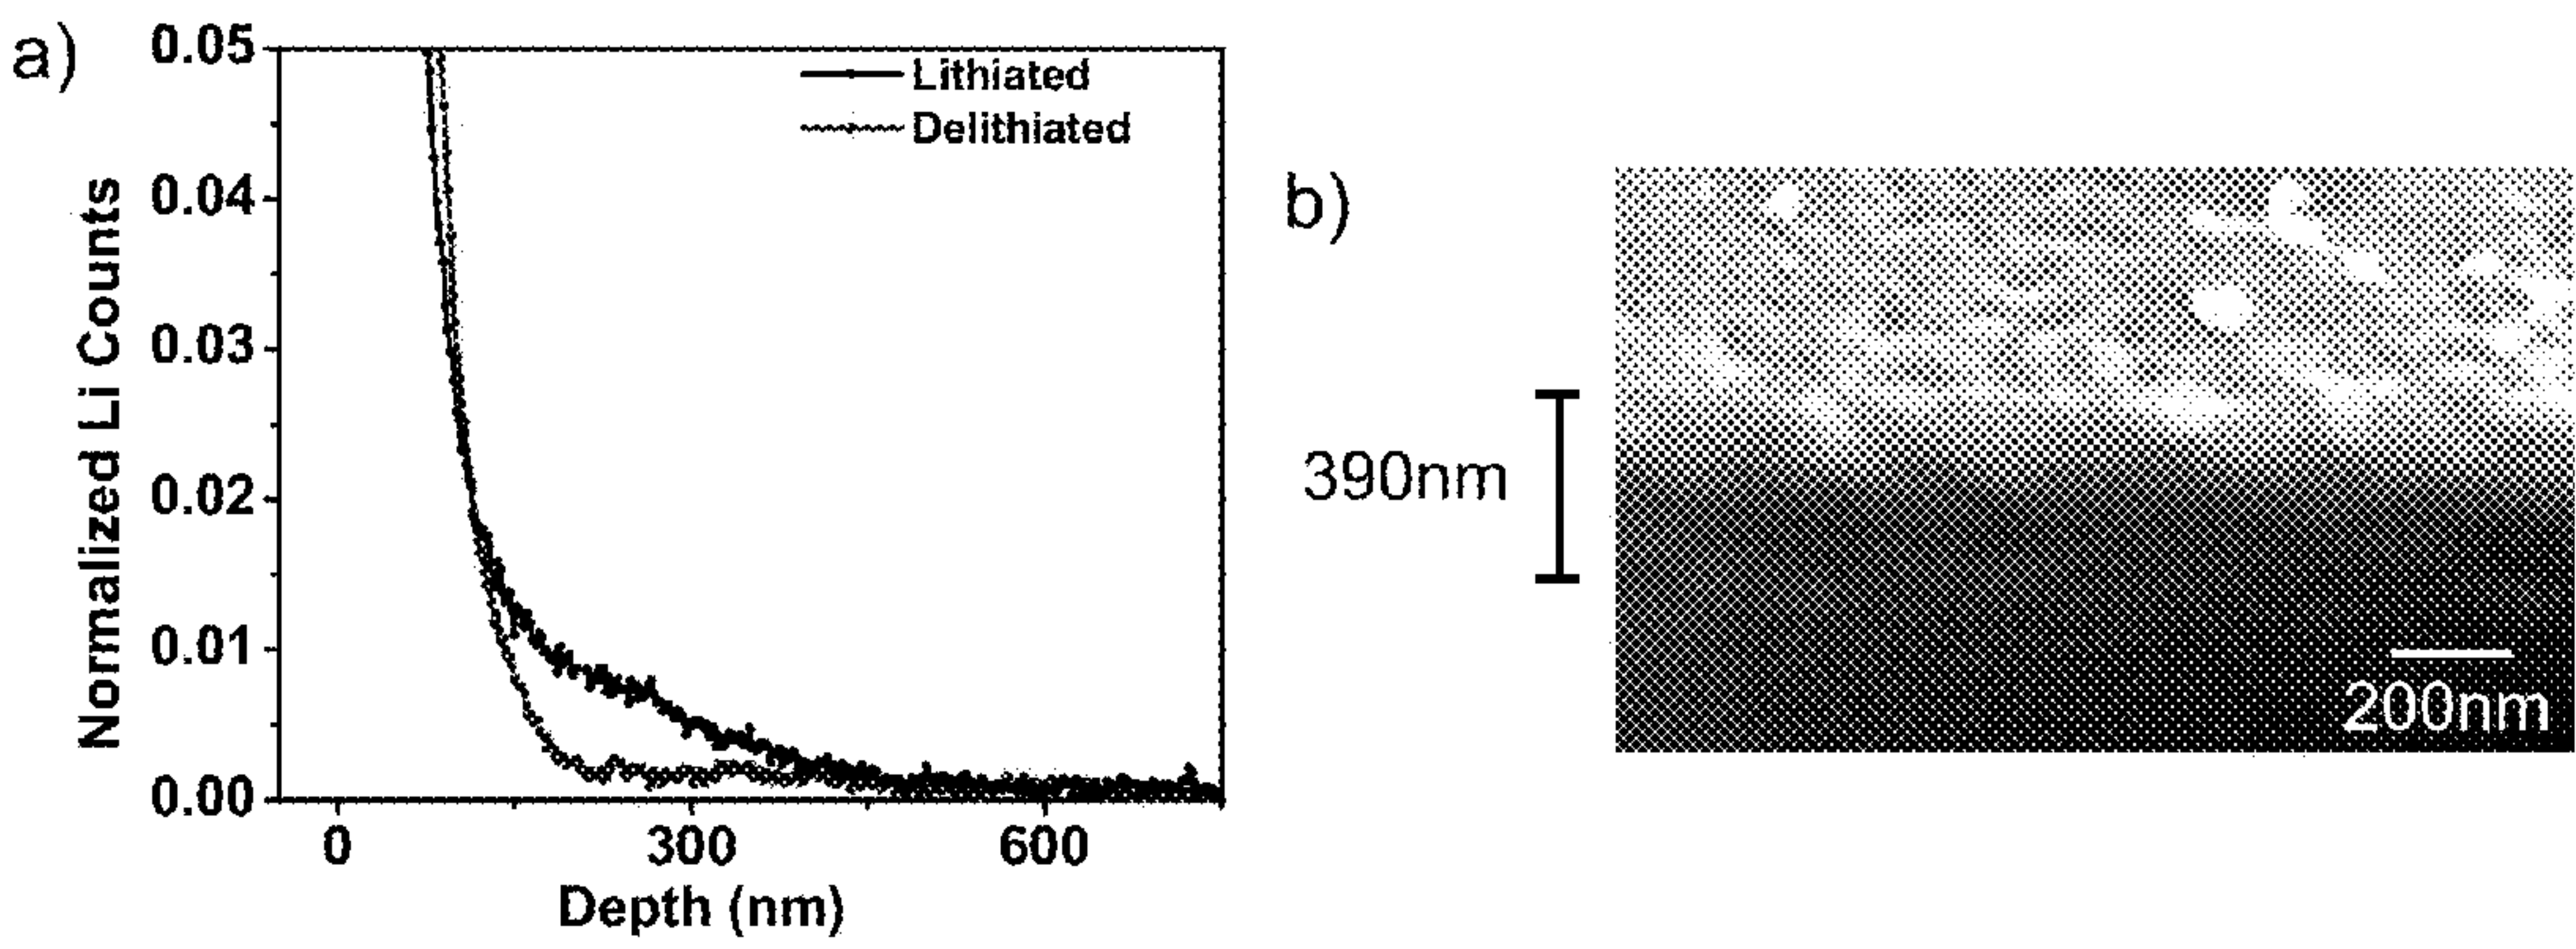 a)
Normalized Li Counts
0.05
0.04
0.03
0.02
0.01
0.00
0
300
600
Depth (nm)
Lithiated
Delithiated
b)
390nm
200nm